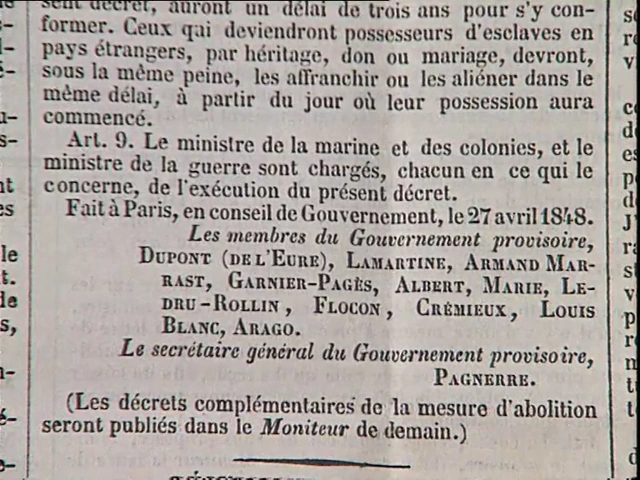 sent décret, auront un délai de trois ans pour s'y con-
former. Ceux qui deviendront possesseurs d'esclaves en
pays étrangers, par héritage, don ou mariage, devront,
sous la même peine, les affranchir ou les aliéner dans le
même délai, à partir du jour où leur possession aura
commencé.
Art. 9. Le ministre de la marine et des colonies, et le
ministre de la guerre sont chargés, chacun en ce qui le
concerne, de l'exécution du présent décret.
Fait à Paris, en conseil de Gouvernement, le 27 avril 1848.
Les membres du Gouvernement provisoire,
DUPONT (DE L'EURE), LAMARTINE, ARMAND MAR-
RAST, GARNIER-PAGÈS, ALBERT, MARIE, LE-
DRU-ROLLIN, FLOCON, CRÉMIEUX, LOUIS
BLANC, ARAGO.
Le secrétaire général du Gouvernement provisoire,
PAGNERRE.
(Les décrets complémentaires de la mesure d'abolition
seront publiés dans le Moniteur de demain.)